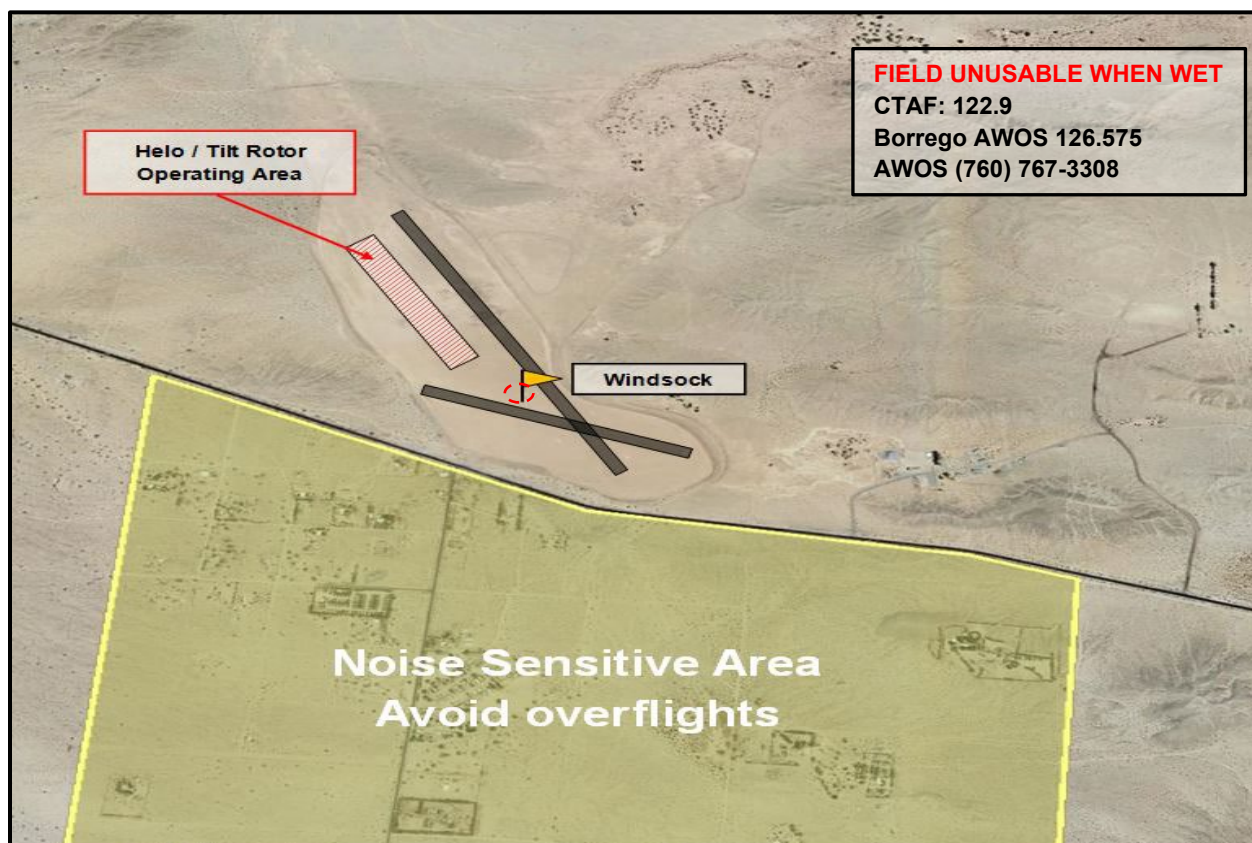 FIELD UNUSABLE WHEN WET
CTAF: 122.9
Borrego AWOS 126.575
AWOS (760) 767-3308
Helo / Tilt Rotor
Operating Area
Windsock
Noise Sensitive Area
Avoid overflights